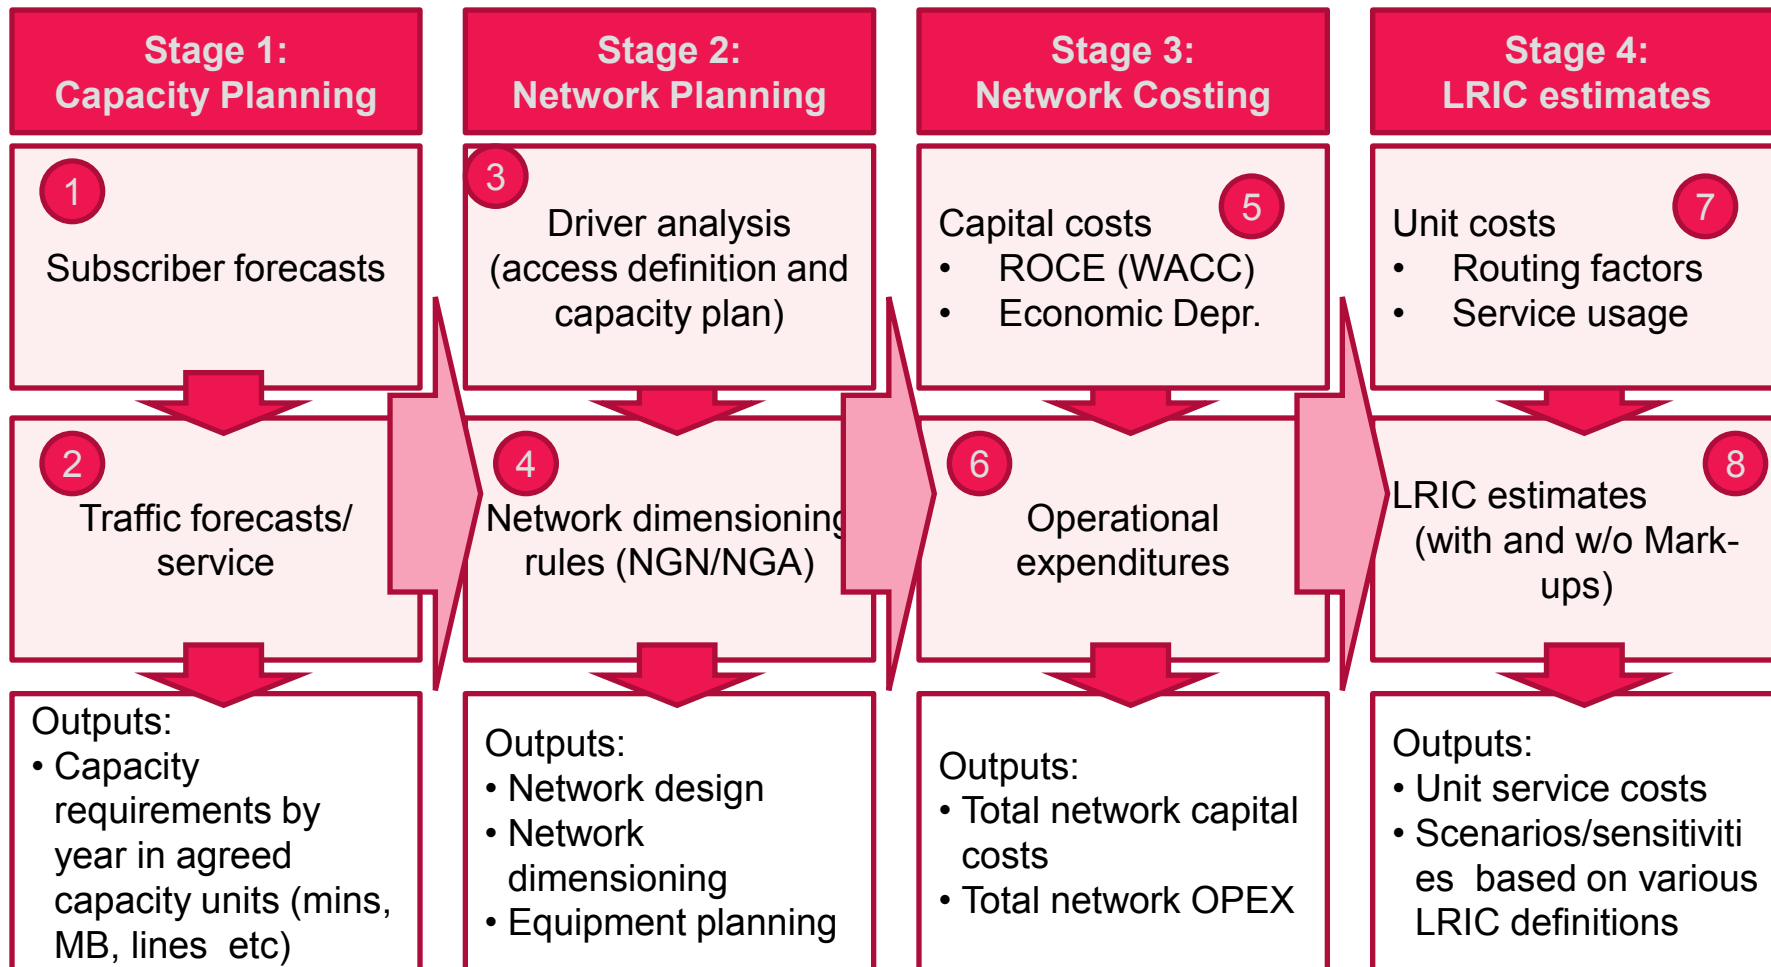 Stage 1:
Capacity Planning
1
Subscriber forecasts
2
Traffic forecasts/
service
Outputs:
• Capacity
requirements by
year in agreed
capacity units (mins,
MB, lines  etc)
Stage 2:
Network Planning
3
Driver analysis
(access definition and
capacity plan)
4
Network dimensioning
rules (NGN/NGA)
Outputs:
• Network design
• Network
dimensioning
• Equipment planning
Stage 3:
Network Costing
5
Capital costs
• ROCE (WACC)
• Economic Depr.
6
Operational
expenditures
Outputs:
• Total network capital
costs
• Total network OPEX
Stage 4:
LRIC estimates
7
Unit costs
• Routing factors
• Service usage
8
LRIC estimates
(with and w/o Mark-
ups)
Outputs:
• Unit service costs
• Scenarios/sensitiviti
es  based on various
LRIC definitions